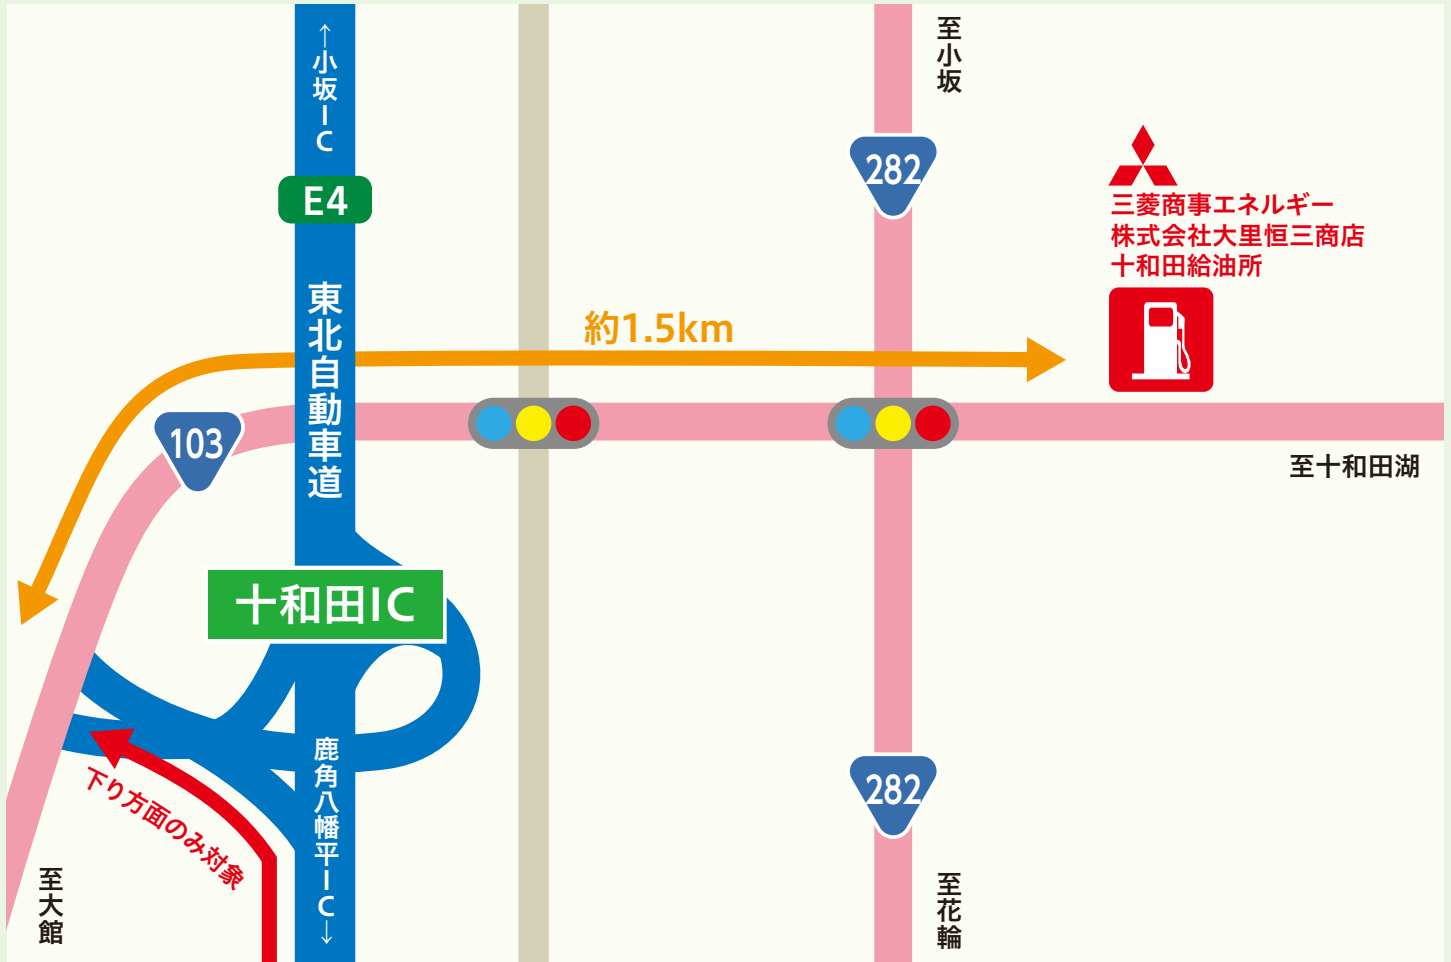 ↑小坂IC
E4
東北自動車道
至小坂
282
三菱商事エネルギー
株式会社大里恒三商店
十和田給油所
約1.5km
103
至十和田湖
十和田IC
下り方面のみ対象
鹿角八幡平IC↓
282
至大館
至花輪